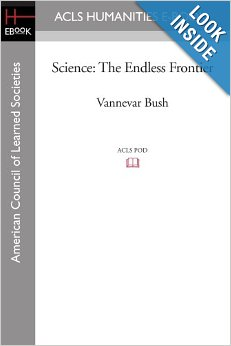 EBOOK
ACLS HUMANITIES E
LOOK
INSIDE
Science: The Endless Frontier
Vannevar Bush
ACLS POD
American Council of Learned Societies